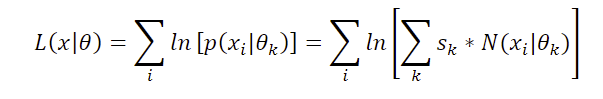 L(x|θ) = ∑_i ln [p(x_i|θ_k)] = ∑_i ln [∑_k s_k * N(x_i|θ_k)]